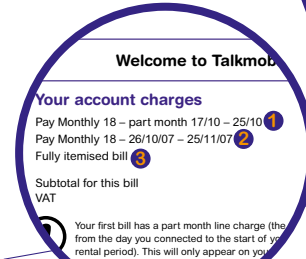 Welcome to Talkmob
Your account charges
Pay Monthly 18 – part month 17/10 – 25/10 1
Pay Monthly 18 – 26/10/07 – 25/11/07 2
Fully itemised bill 3
Subtotal for this bill
VAT
Your first bill has a part month line charge (the
from the day you connected to the start of yo
rental period). This will only appear on you